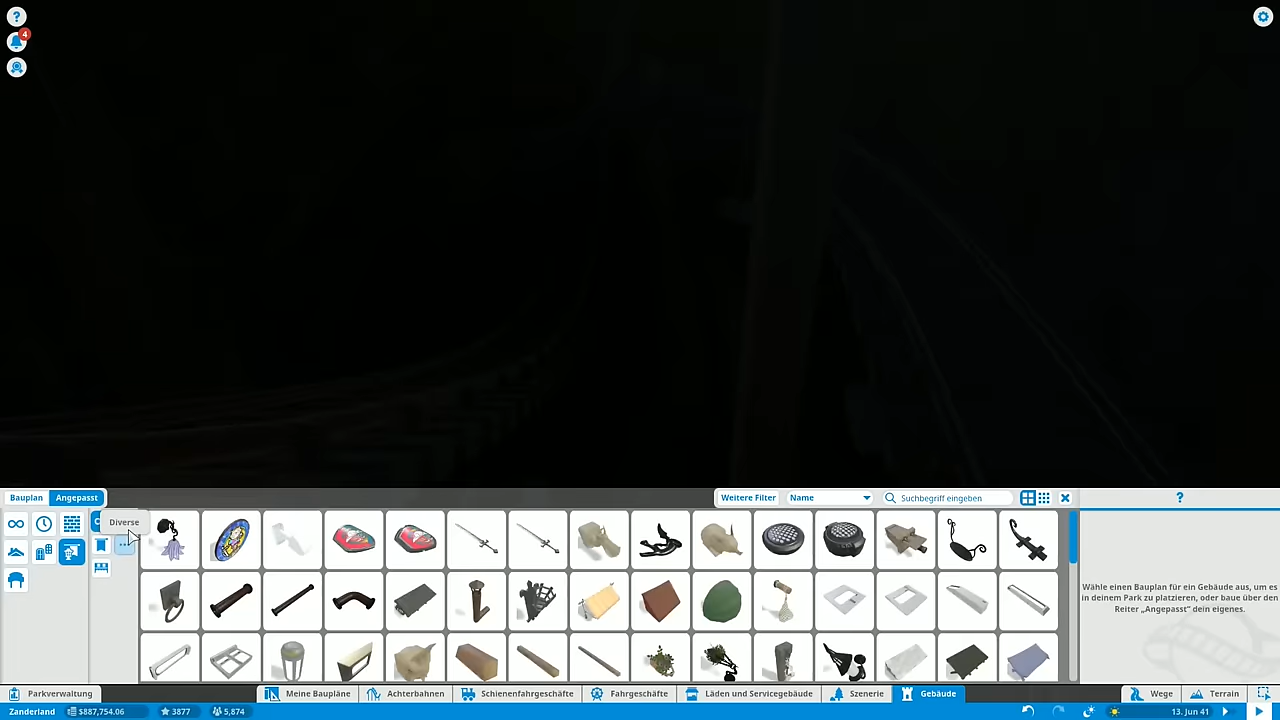 ?
4
Bauplan
Angepasst
Weitere Filter
Name
Suchbegriff eingeben
?
Diverse
Wähle einen Bauplan für ein Gebäude aus, um es
in deinem Park zu platzieren, oder baue über den
Reiter „Angepasst“ dein eigenes.
Parkverwaltung
Meine Baupläne
Achterbahnen
Schienenfahrgeschäfte
Fahrgeschäfte
Läden und Servicegebäude
Szenerie
Gebäude
Wege
Terrain
Zanderland
$887,754.06
3877
5,874
13. Jun 41